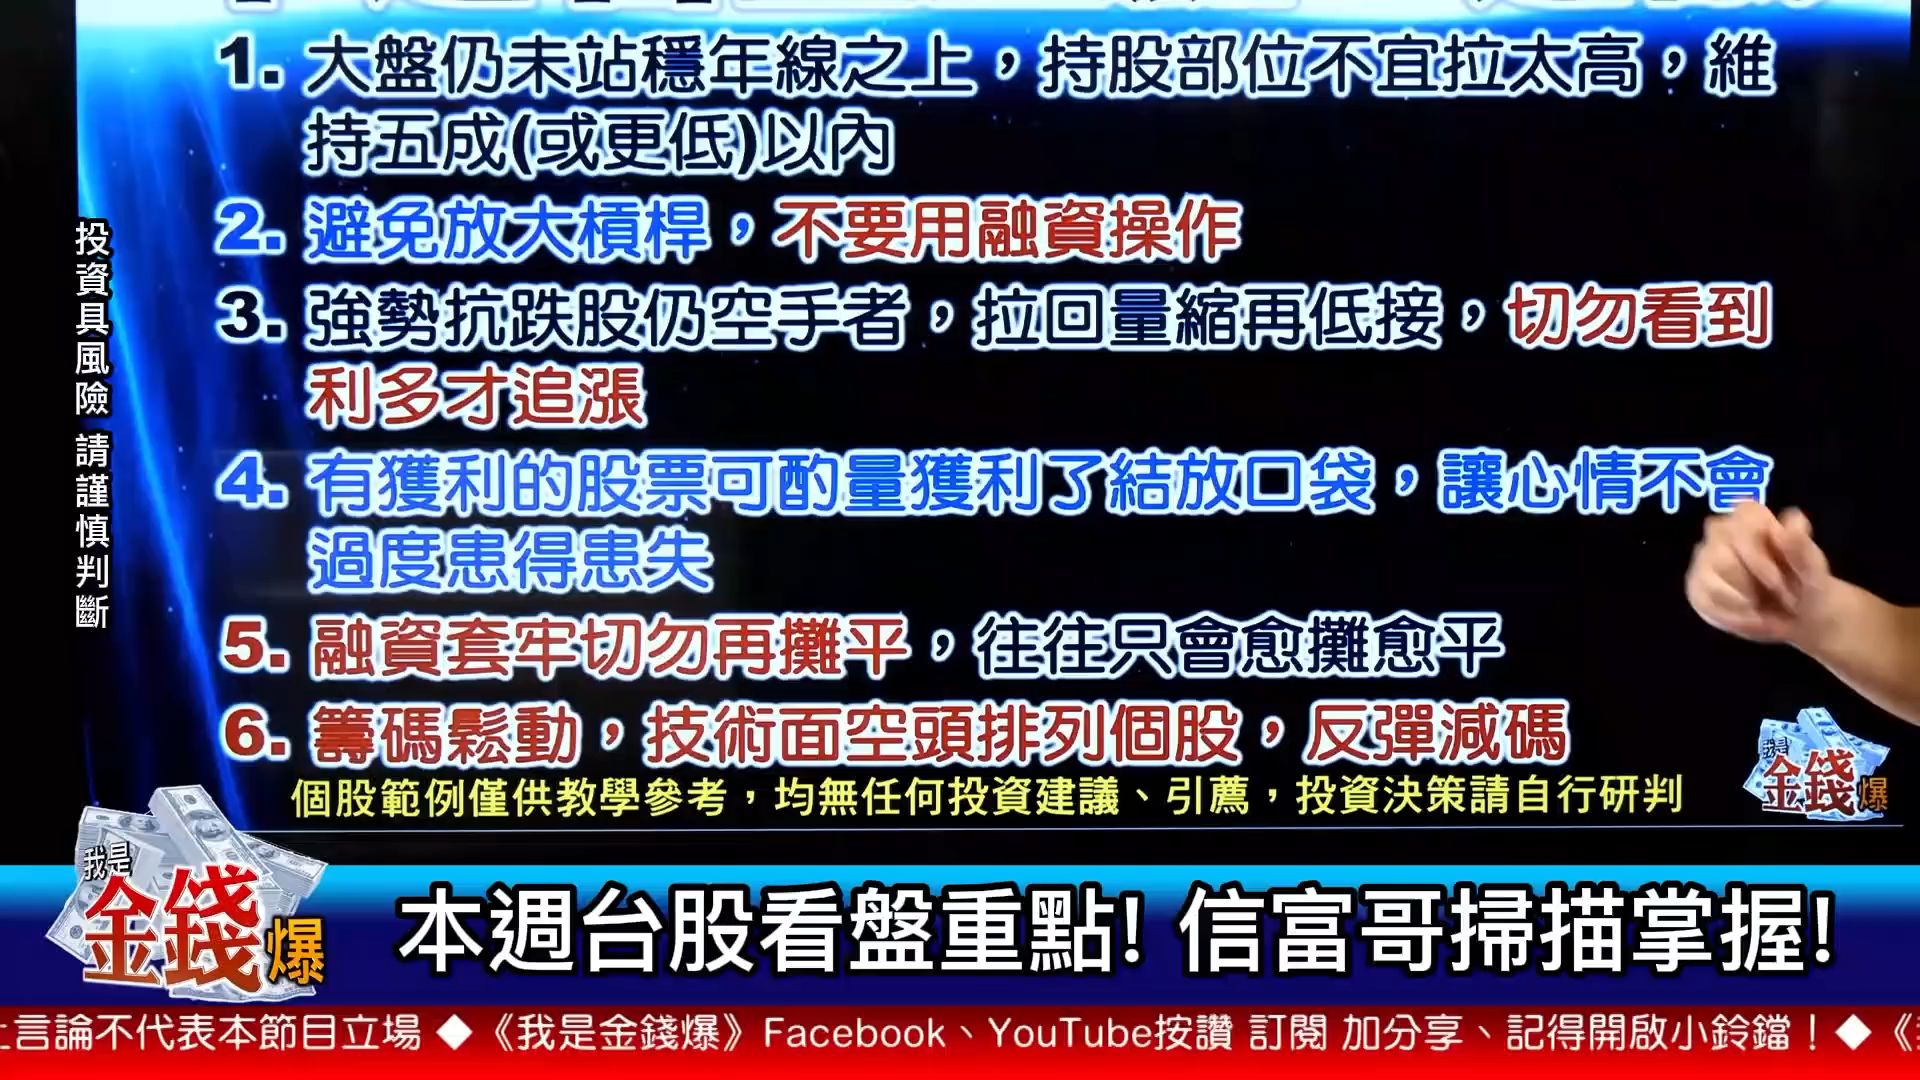 1. 大盤仍未站穩年線之上，持股部位不宜拉太高，維
持五成(或更低)以內
2. 避免放大槓桿，不要用融資操作
3. 強勢抗跌股仍空手者，拉回量縮再低接，切勿看到
利多才追漲
4. 有獲利的股票可酌量獲利了結放口袋，讓心情不會
過度患得患失
5. 融資套牢切勿再攤平，往往只會愈攤愈平
6. 籌碼鬆動，技術面空頭排列個股，反彈減碼
個股範例僅供教學參考，均無任何投資建議、引薦，投資決策請自行研判
投資具風險 請謹慎判斷
我是
金錢爆
我是
金錢爆
本週台股看盤重點! 信富哥掃描掌握!
上言論不代表本節目立場 ◆《我是金錢爆》Facebook、YouTube按讚 訂閱 加分享、記得開啟小鈴鐺！◆《